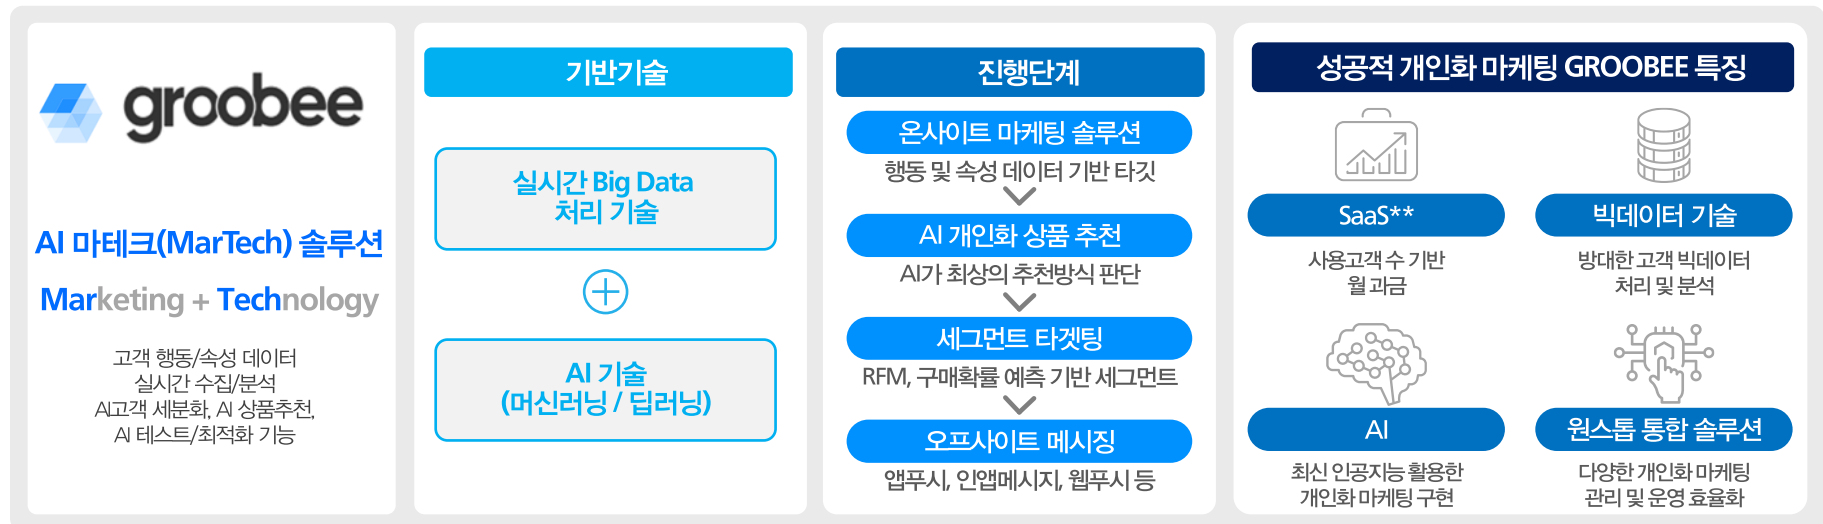 groobee
AI 마테크(MarTech) 솔루션
Marketing + Technology
고객 행동/속성 데이터
실시간 수집/분석
AI고객 세분화, AI 상품추천,
AI 테스트/최적화 기능
기반기술
실시간 Big Data
처리 기술
AI 기술
(머신러닝 / 딥러닝)
진행단계
온사이트 마케팅 솔루션
행동 및 속성 데이터 기반 타깃
AI 개인화 상품 추천
AI가 최상의 추천방식 판단
세그먼트 타겟팅
RFM, 구매확률 예측 기반 세그먼트
오프사이트 메시징
앱푸시, 인앱메시지, 웹푸시 등
성공적 개인화 마케팅 GROOBEE 특징
SaaS**
사용고객 수 기반
월 과금
빅데이터 기술
방대한 고객 빅데이터
처리 및 분석
AI
최신 인공지능 활용한
개인화 마케팅 구현
원스톱 통합 솔루션
다양한 개인화 마케팅
관리 및 운영 효율화